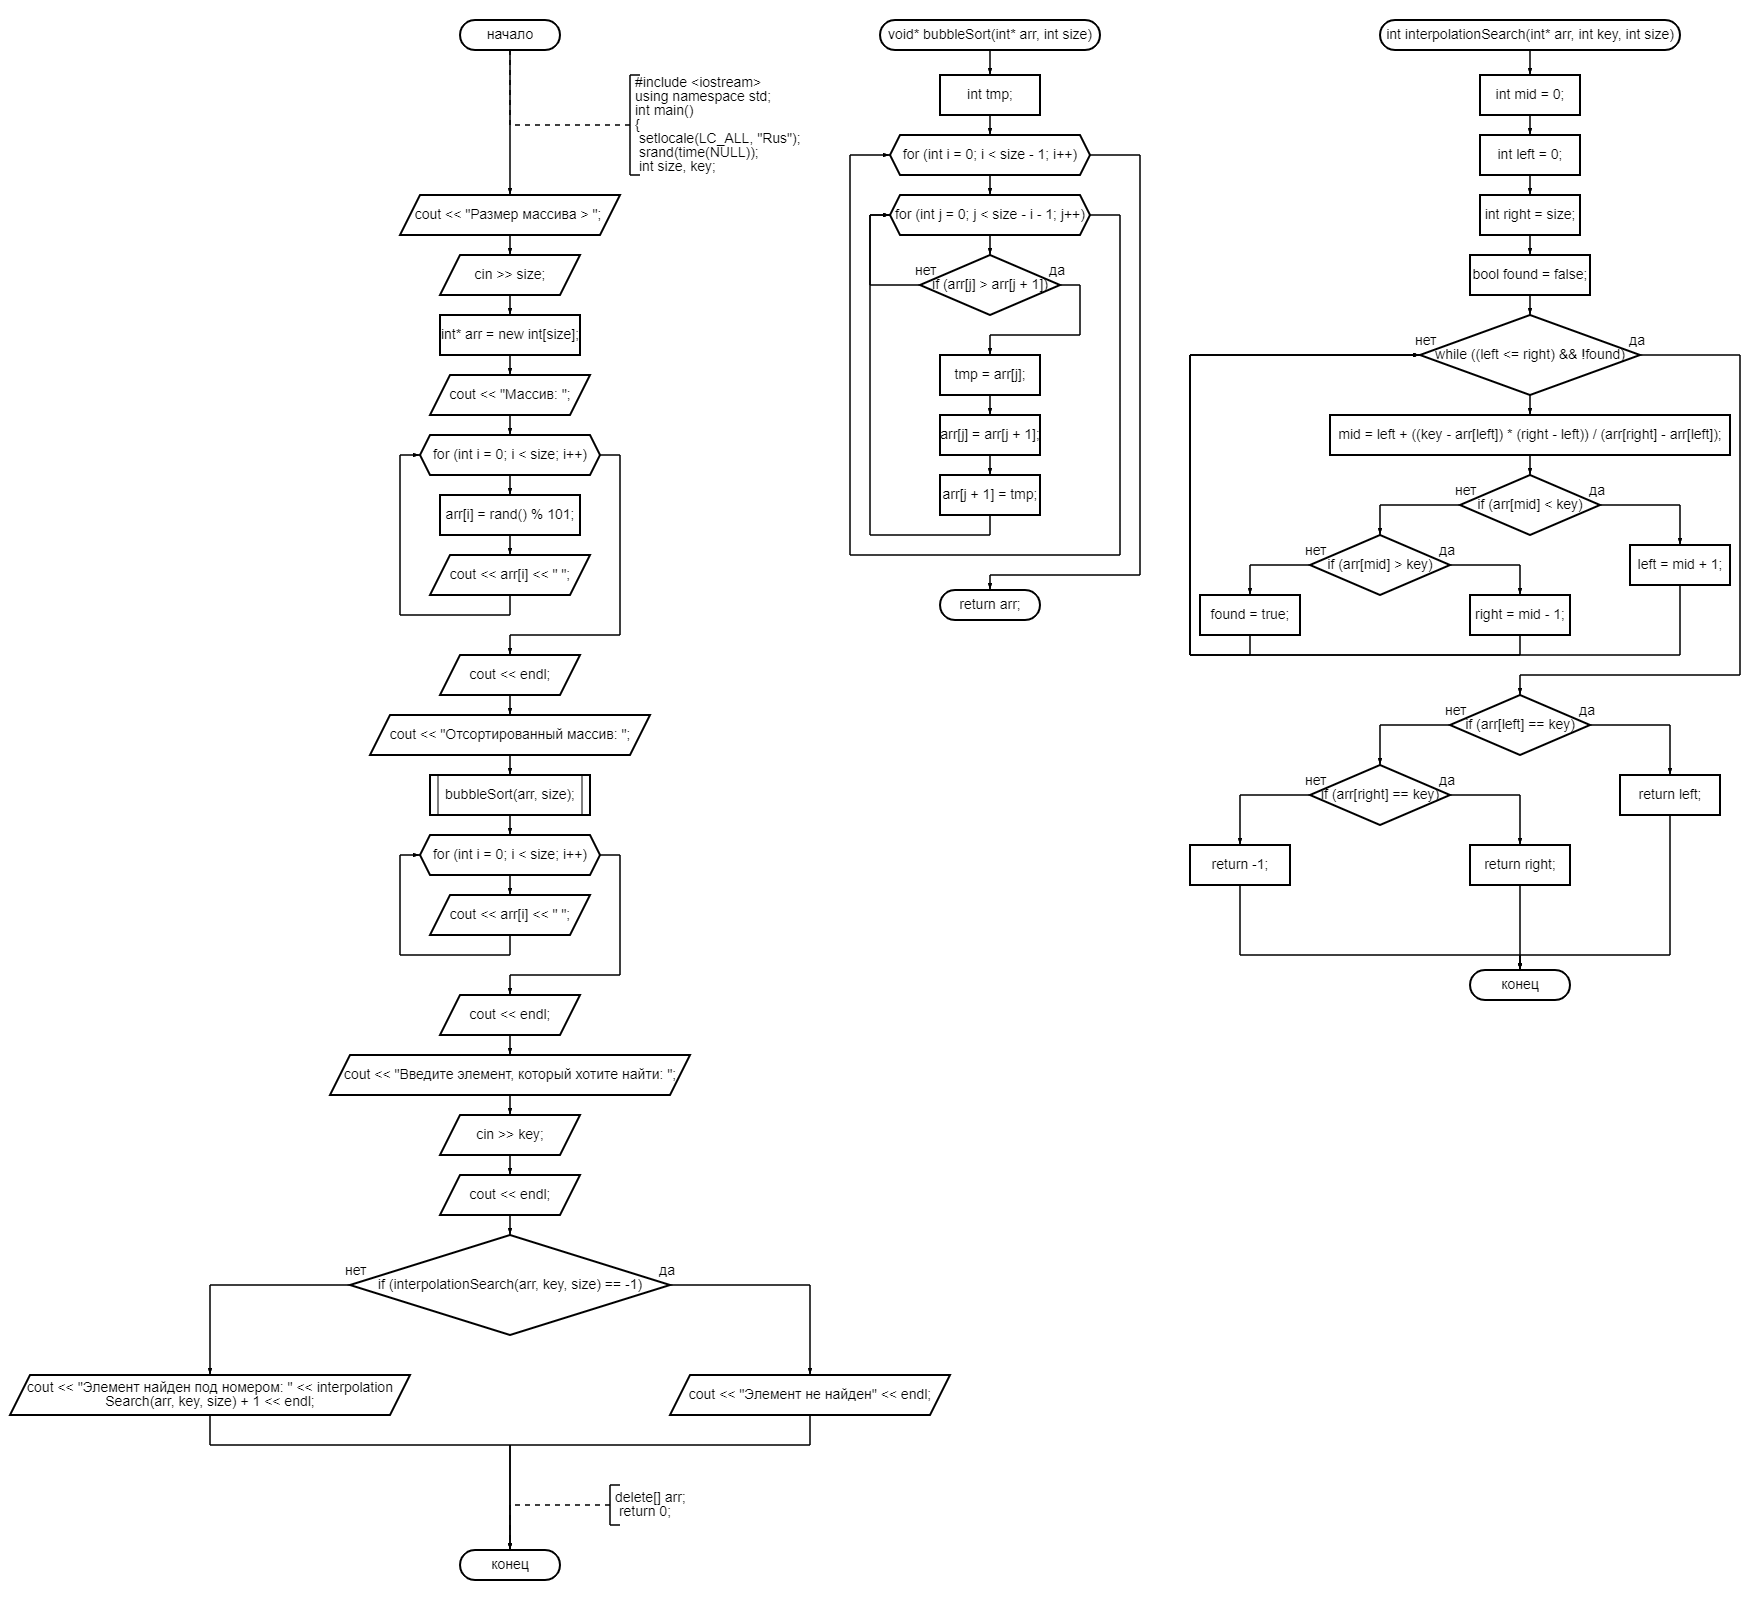 начало
#include <iostream>
using namespace std;
int main()
{
setlocale(LC_ALL, "Rus");
srand(time(NULL));
int size, key;
cout << "Размер массива > ";
cin >> size;
int* arr = new int[size];
cout << "Массив: ";
for (int i = 0; i < size; i++)
arr[i] = rand() % 101;
cout << arr[i] << " ";
cout << endl;
cout << "Отсортированный массив: ";
bubbleSort(arr, size);
for (int i = 0; i < size; i++)
cout << arr[i] << " ";
cout << endl;
cout << "Введите элемент, который хотите найти: ";
cin >> key;
cout << endl;
нет
да
if (interpolationSearch(arr, key, size) == -1)
cout << "Элемент найден под номером: " << interpolation
Search(arr, key, size) + 1 << endl;
cout << "Элемент не найден" << endl;
delete[] arr;
return 0;
конец
void* bubbleSort(int* arr, int size)
int tmp;
for (int i = 0; i < size - 1; i++)
for (int j = 0; j < size - i - 1; j++)
нет
да
if (arr[j] > arr[j + 1])
tmp = arr[j];
arr[j] = arr[j + 1];
arr[j + 1] = tmp;
return arr;
int interpolationSearch(int* arr, int key, int size)
int mid = 0;
int left = 0;
int right = size;
bool found = false;
нет
да
while ((left <= right) && !found)
mid = left + ((key - arr[left]) * (right - left)) / (arr[right] - arr[left]);
нет
да
if (arr[mid] < key)
нет
да
if (arr[mid] > key)
left = mid + 1;
found = true;
right = mid - 1;
нет
да
if (arr[left] == key)
нет
да
if (arr[right] == key)
return left;
return -1;
return right;
конец